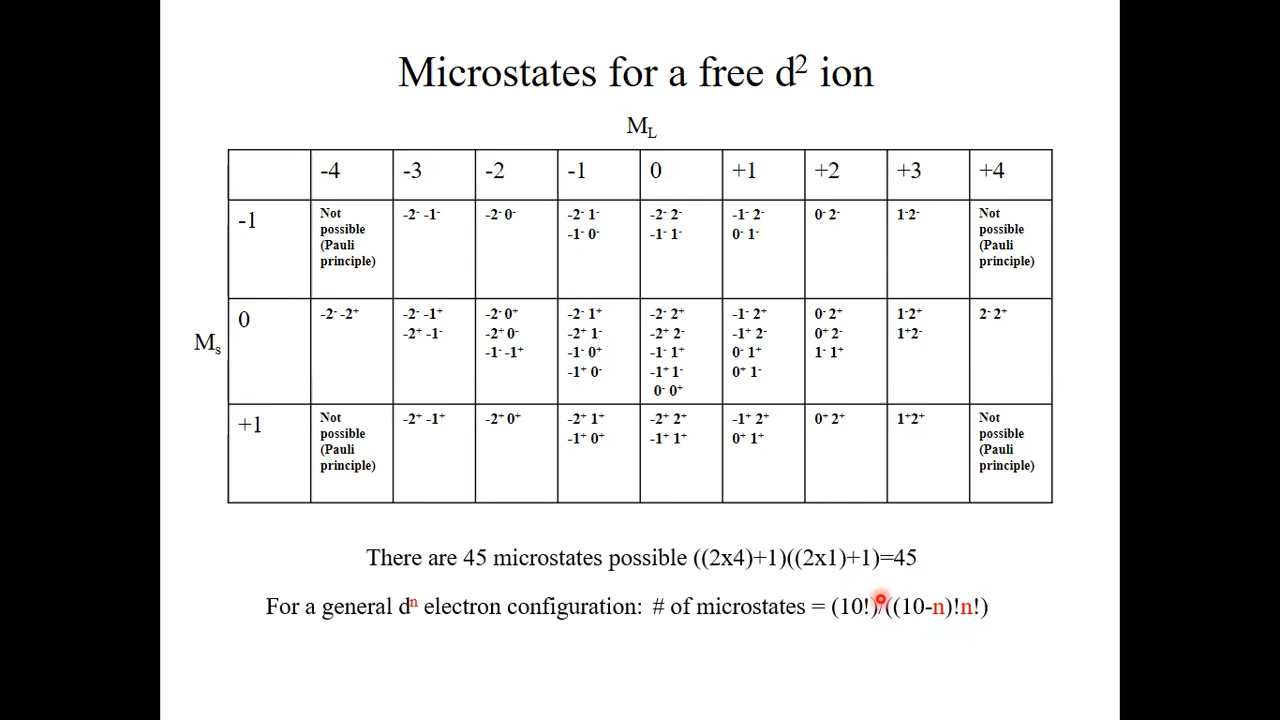 Microstates for a free d² ion
M_L
-4 -3 -2 -1 0 +1 +2 +3 +4
-1 Not possible (Pauli principle) -2⁻ -1⁻ -2⁻ 0⁻ -2⁻ 1⁻ -1⁻ 0⁻ -2⁻ 2⁻ -1⁻ 1⁻ -1⁻ 2⁻ 0⁻ 1⁻ 0⁻ 2⁻ 1⁻2⁻ Not possible (Pauli principle)
M_s 0 -2⁻ -2⁺ -2⁻ -1⁺ -2⁺ -1⁻ -2⁻ 0⁺ -2⁺ 0⁻ -1⁻ -1⁺ -2⁻ 1⁺ -2⁺ 1⁻ -1⁻ 0⁺ -1⁺ 0⁻ -2⁻ 2⁺ -2⁺ 2⁻ -1⁻ 1⁺ -1⁺ 1⁻ 0⁻ 0⁺ -1⁻ 2⁺ -1⁺ 2⁻ 0⁻ 1⁺ 0⁺ 1⁻ 0⁻ 2⁺ 0⁺ 2⁻ 1⁻ 1⁺ 1⁻2⁺ 1⁺2⁻ 2⁻ 2⁺
+1 Not possible (Pauli principle) -2⁺ -1⁺ -2⁺ 0⁺ -2⁺ 1⁺ -1⁺ 0⁺ -2⁺ 2⁺ -1⁺ 1⁺ -1⁺ 2⁺ 0⁺ 1⁺ 0⁺ 2⁺ 1⁺2⁺ Not possible (Pauli principle)
There are 45 microstates possible ((2x4)+1)((2x1)+1)=45
For a general dⁿ electron configuration: # of microstates = (10!)/((10-n)!n!)